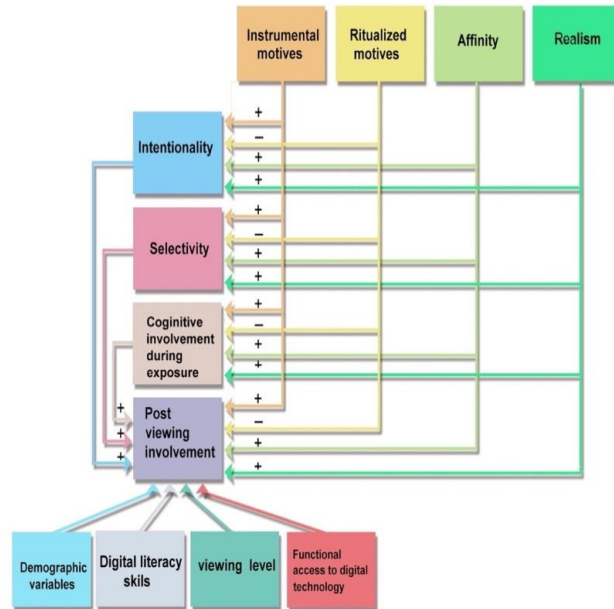 Instrumental
motives
Ritualized
motives
Affinity
Realism
+
−
+
+
Intentionality
+
−
+
+
Selectivity
+
−
+
+
Coginitive
involvement
during
exposure
+
−
+
+
+
+
+
Post
viewing
involvement
Demographic
variables
Digital literacy
skils
viewing level
Functional
access to digital
technology